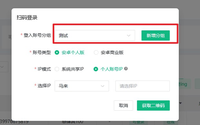 扫码登录
* 登入账号分组 测试 新增分组
* 账号类型 安卓个人版 安卓商业版
* IP模式 系统共享IP 个人独享IP
* 选择IP 马来
取消 获取二维码